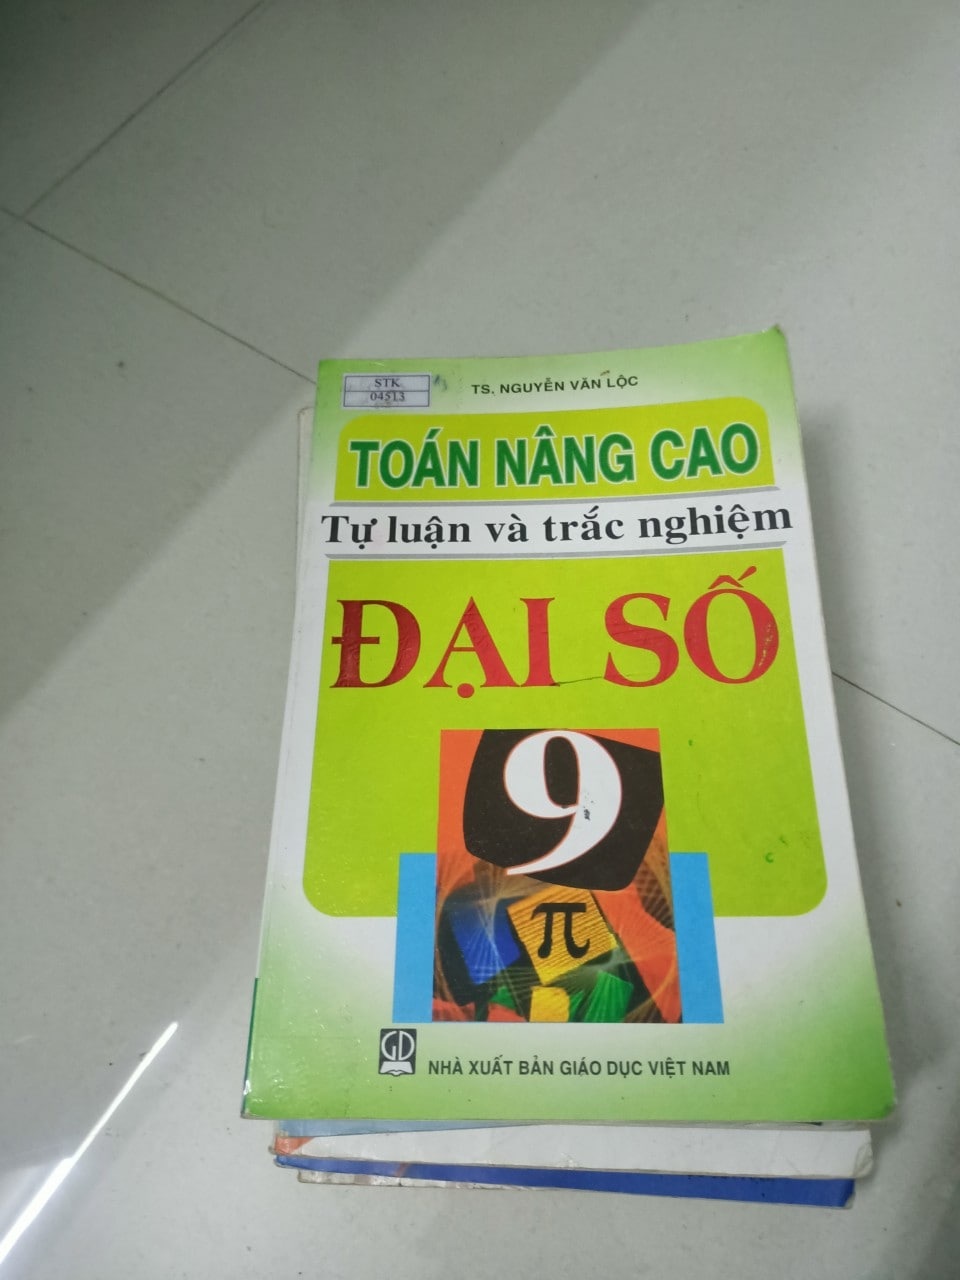 STK
04513
TS. NGUYỄN VĂN LỘC
TOÁN NÂNG CAO
Tự luận và trắc nghiệm
ĐẠI SỐ
9
π
GD
NHÀ XUẤT BẢN GIÁO DỤC VIỆT NAM